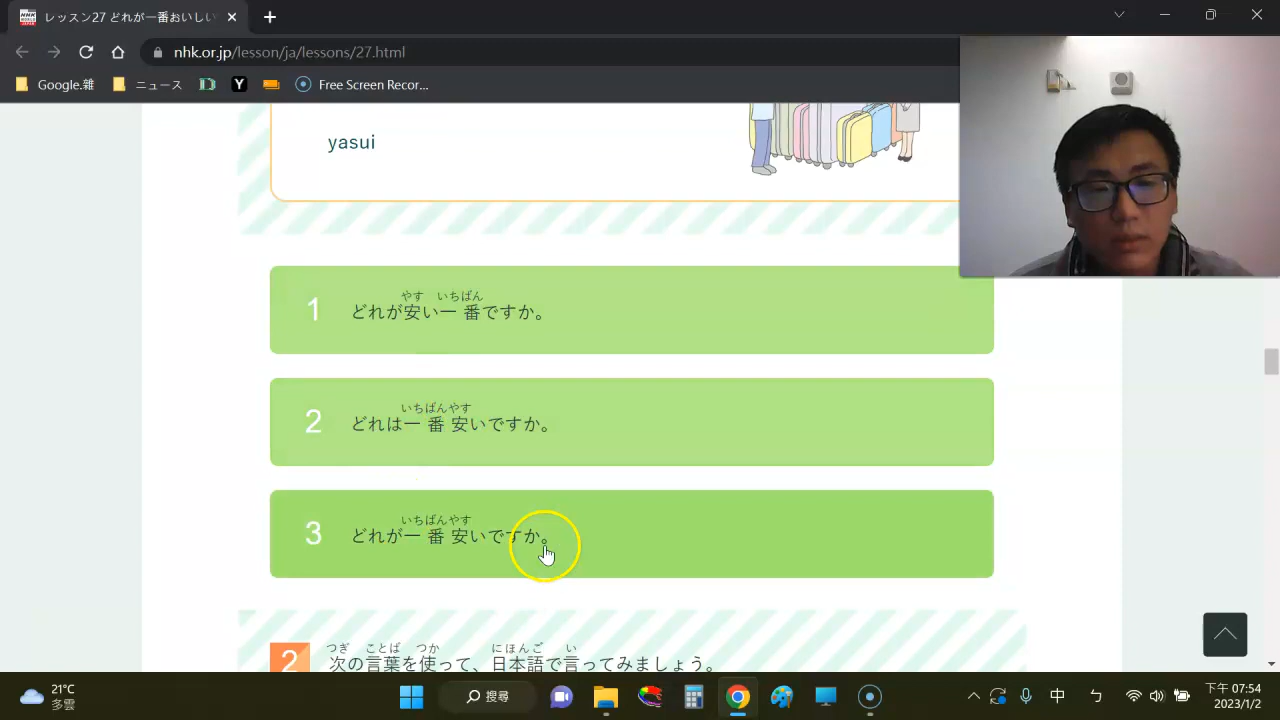 NHK WORLD JAPAN
レッスン27 どれが一番おいしい
nhk.or.jp/lesson/ja/lessons/27.html
Google.雜
ニュース
Y
Free Screen Recor...
yasui
やす いちばん
1 どれが安い一番ですか。
いちばんやす
2 どれは一番安いですか。
いちばんやす
3 どれが一番安いですか。
つぎ ことば つか にほんご い
2 次の言葉を使って、日本語で言ってみましょう。
21°C
多雲
搜尋
中
下午 07:54
2023/1/2